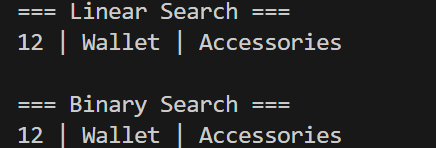 === Linear Search ===
12 | Wallet | Accessories
=== Binary Search ===
12 | Wallet | Accessories